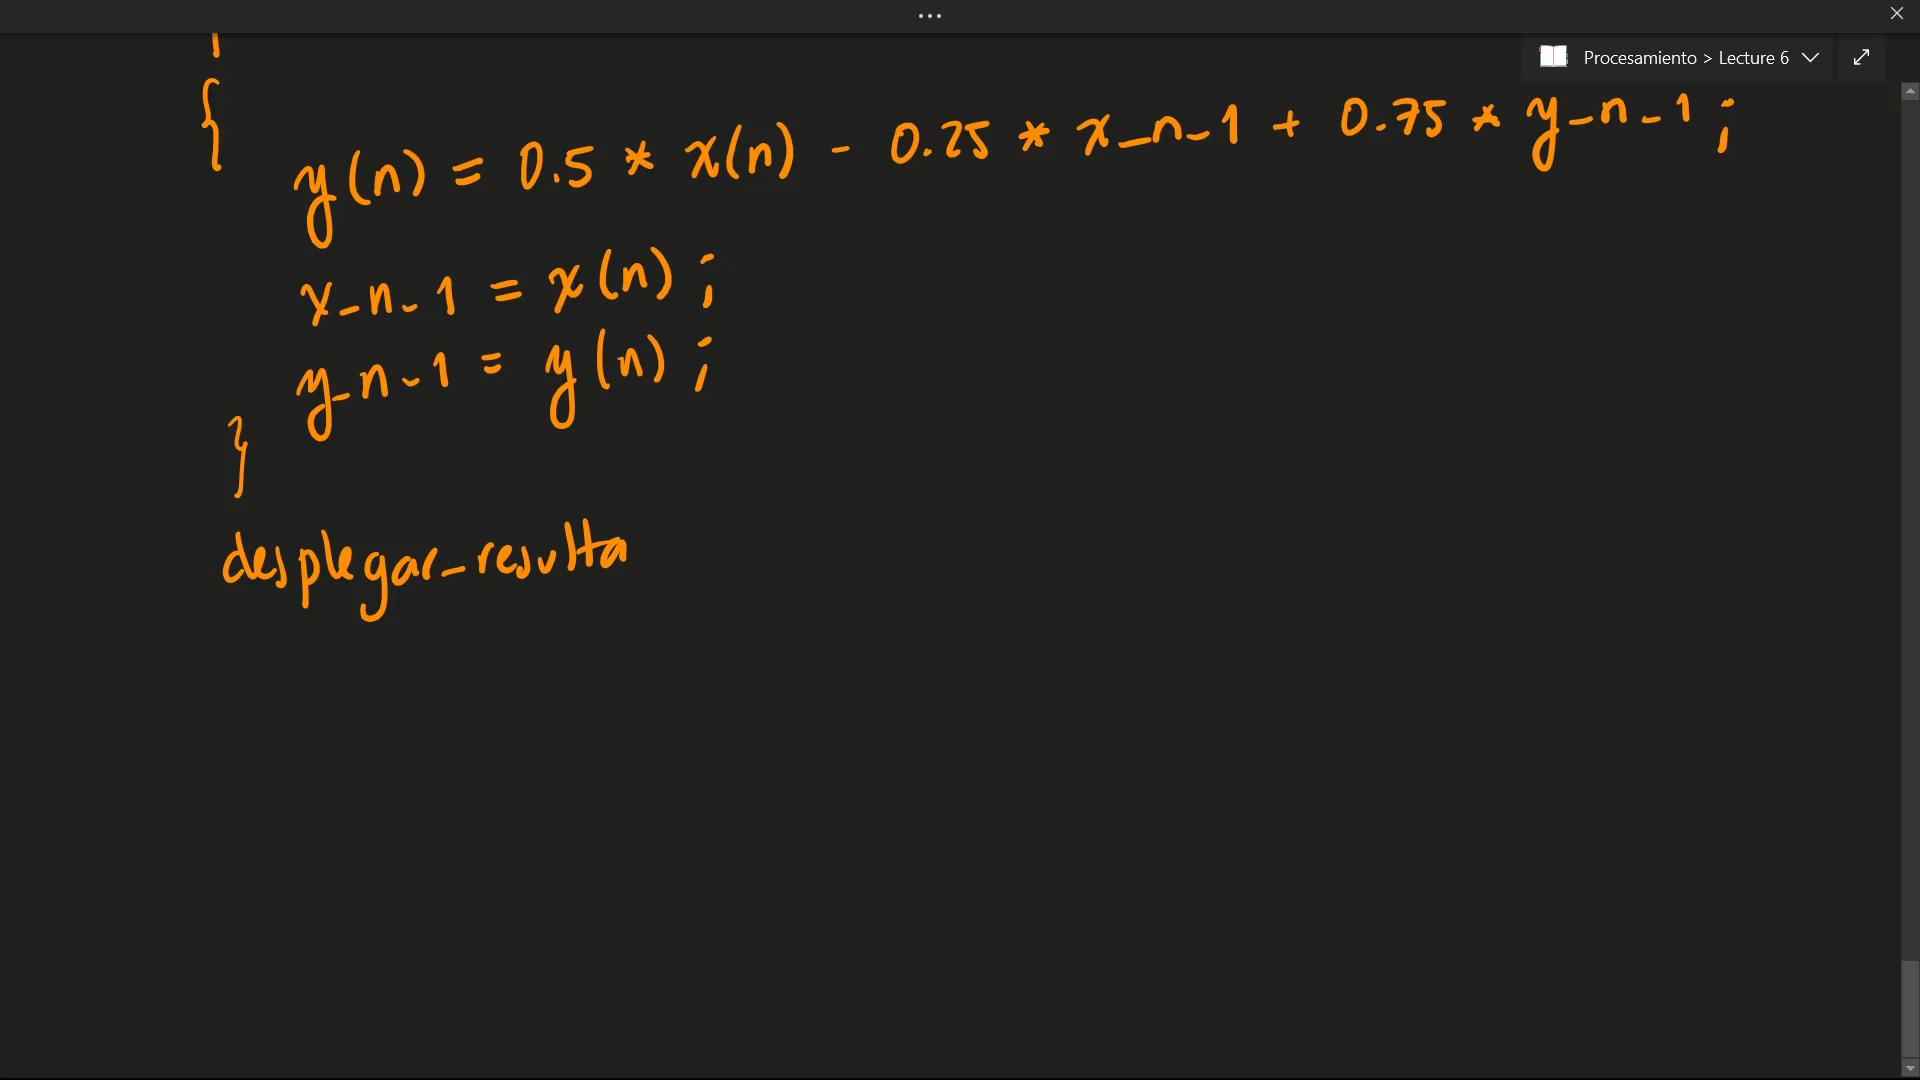 Procesamiento > Lecture 6
{
y(n) = 0.5 * x(n) - 0.25 * x_n_1 + 0.75 * y_n_1 ;
x_n_1 = x(n) ;
y_n_1 = y(n) ;
}
desplegar_resulta